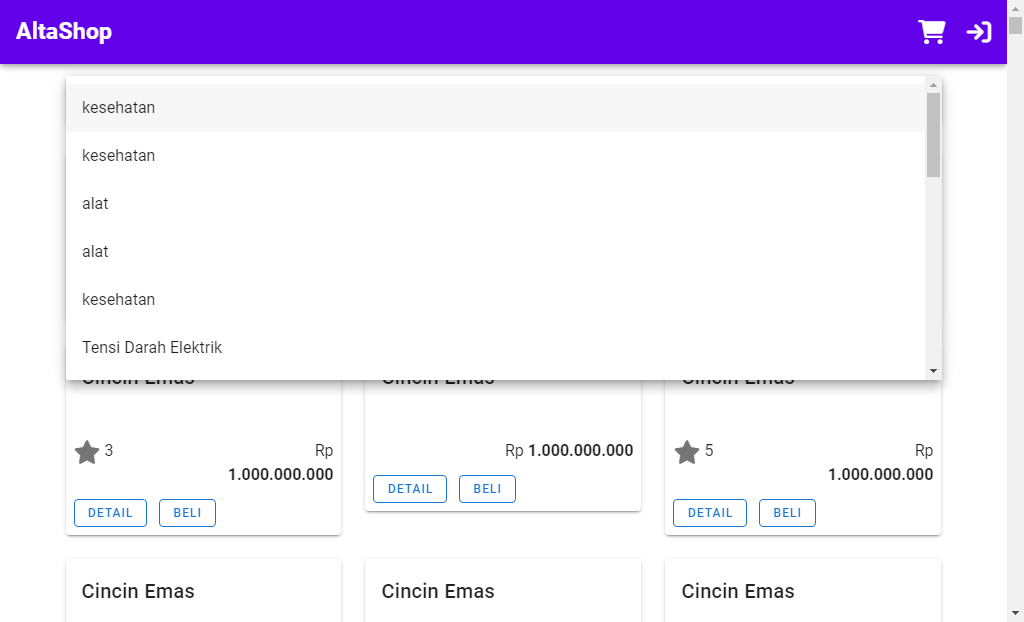 AltaShop
kesehatan
kesehatan
alat
alat
kesehatan
Tensi Darah Elektrik
Cincin Emas
Cincin Emas
Cincin Emas
3
Rp
1.000.000.000
DETAIL
BELI
Rp 1.000.000.000
DETAIL
BELI
5
Rp
1.000.000.000
DETAIL
BELI
Cincin Emas
Cincin Emas
Cincin Emas